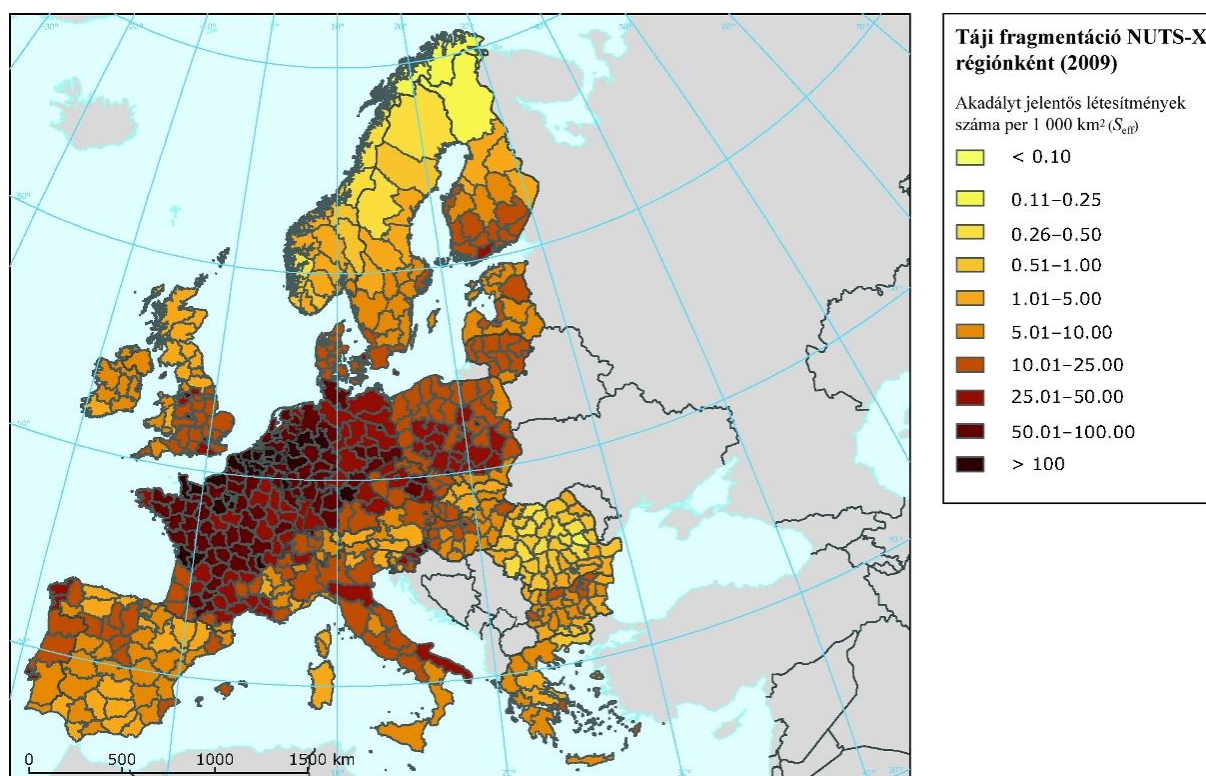 Táji fragmentáció NUTS-X
régiónként (2009)
Akadályt jelentős létesítmények
száma per 1 000 km² (Seff)
< 0.10
0.11–0.25
0.26–0.50
0.51–1.00
1.01–5.00
5.01–10.00
10.01–25.00
25.01–50.00
50.01–100.00
> 100
0 500 1000 1500 km